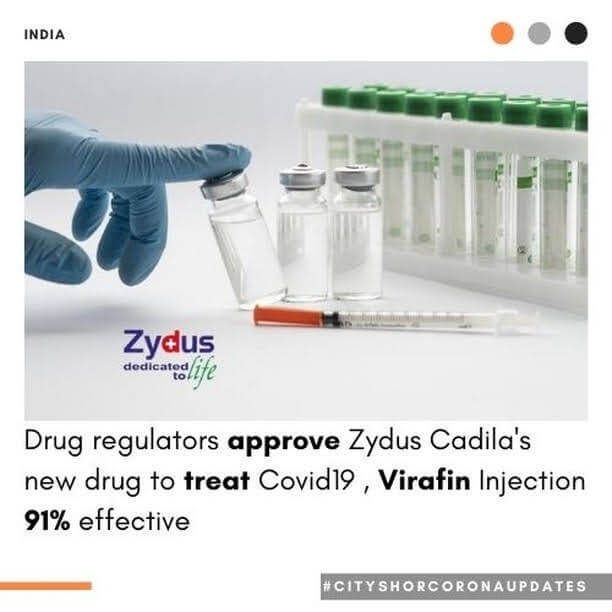 INDIA
Zydus
dedicated
to life
Drug regulators approve Zydus Cadila's
new drug to treat Covid19 , Virafin Injection
91% effective
#CITYSHORCORONAUPDATES